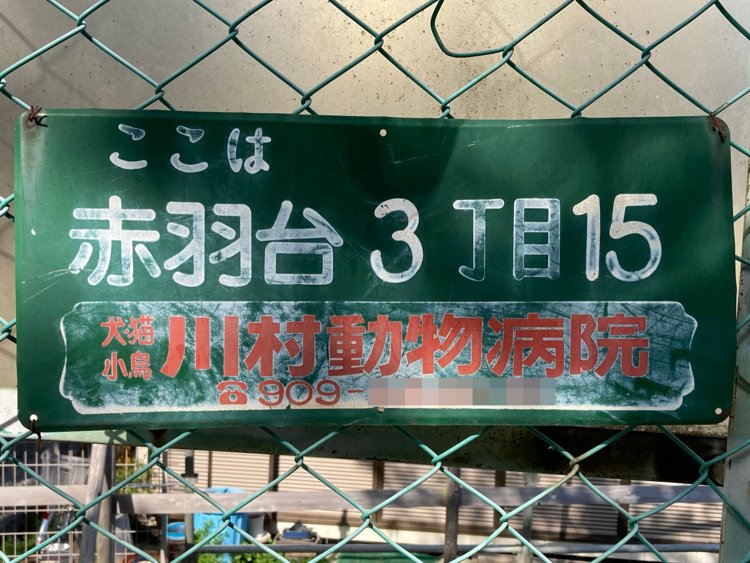 ここは
赤羽台3丁目15
犬・猫
小鳥
川村動物病院
☎909-